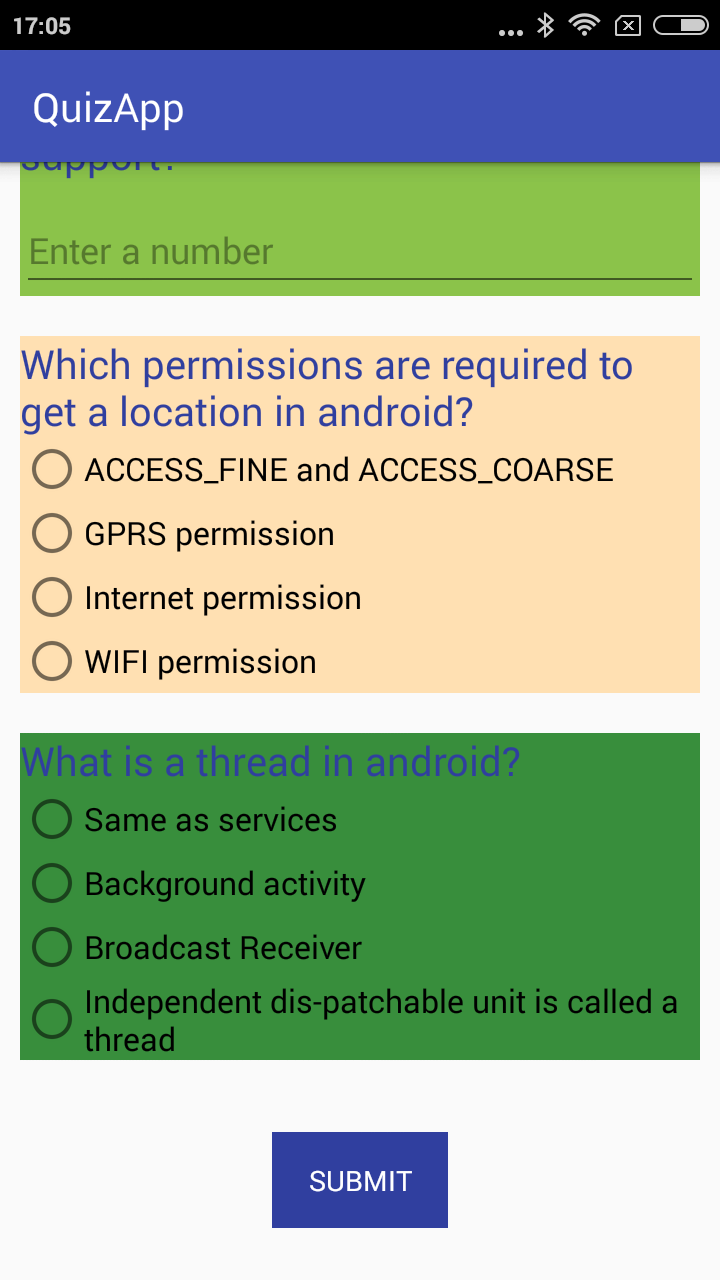 17:05
QuizApp
support?
Enter a number
Which permissions are required to
get a location in android?
ACCESS_FINE and ACCESS_COARSE
GPRS permission
Internet permission
WIFI permission
What is a thread in android?
Same as services
Background activity
Broadcast Receiver
Independent dis-patchable unit is called a
thread
SUBMIT